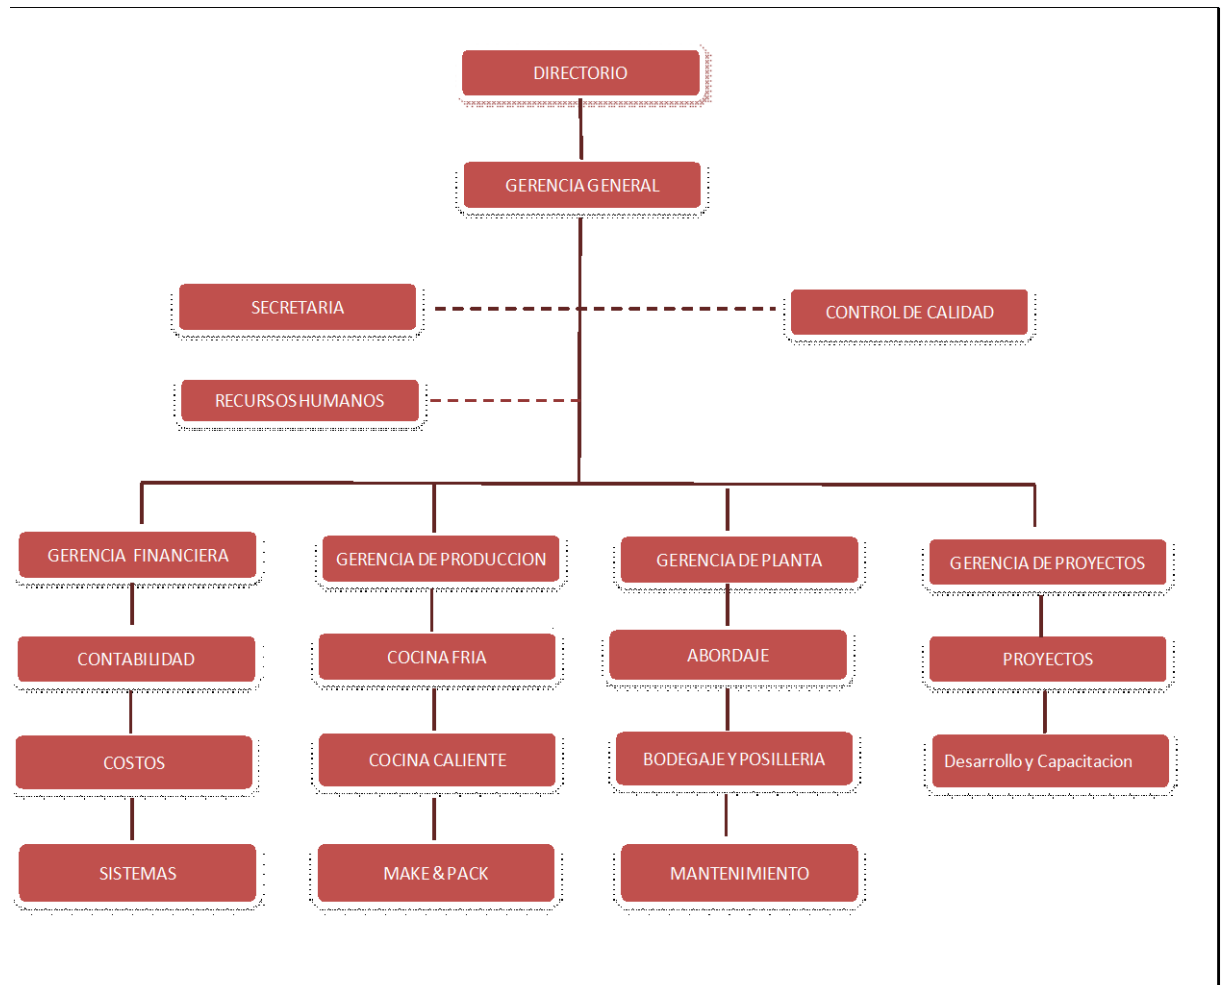 DIRECTORIO
GERENCIA GENERAL
SECRETARIA
CONTROL DE CALIDAD
RECURSOS HUMANOS
GERENCIA FINANCIERA
GERENCIA DE PRODUCCION
GERENCIA DE PLANTA
GERENCIA DE PROYECTOS
CONTABILIDAD
COCINA FRIA
ABORDAJE
PROYECTOS
COSTOS
COCINA CALIENTE
BODEGAJE Y POSILLERIA
Desarrollo y Capacitacion
SISTEMAS
MAKE & PACK
MANTENIMIENTO